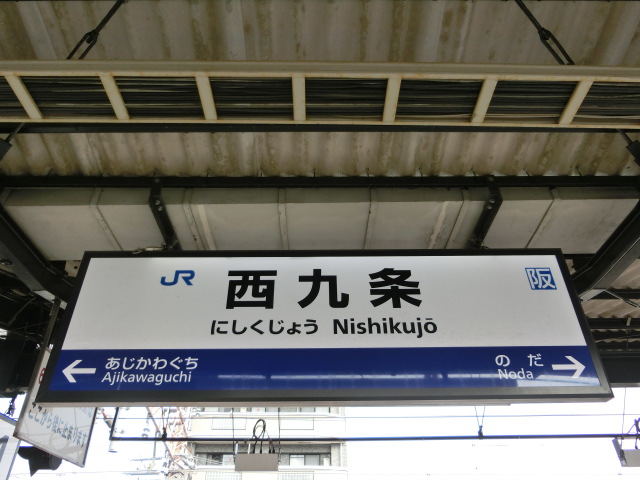 JR
西九条
阪
にしくじょう Nishikujō
← あじかわぐち
Ajikawaguchi
のだ →
Noda